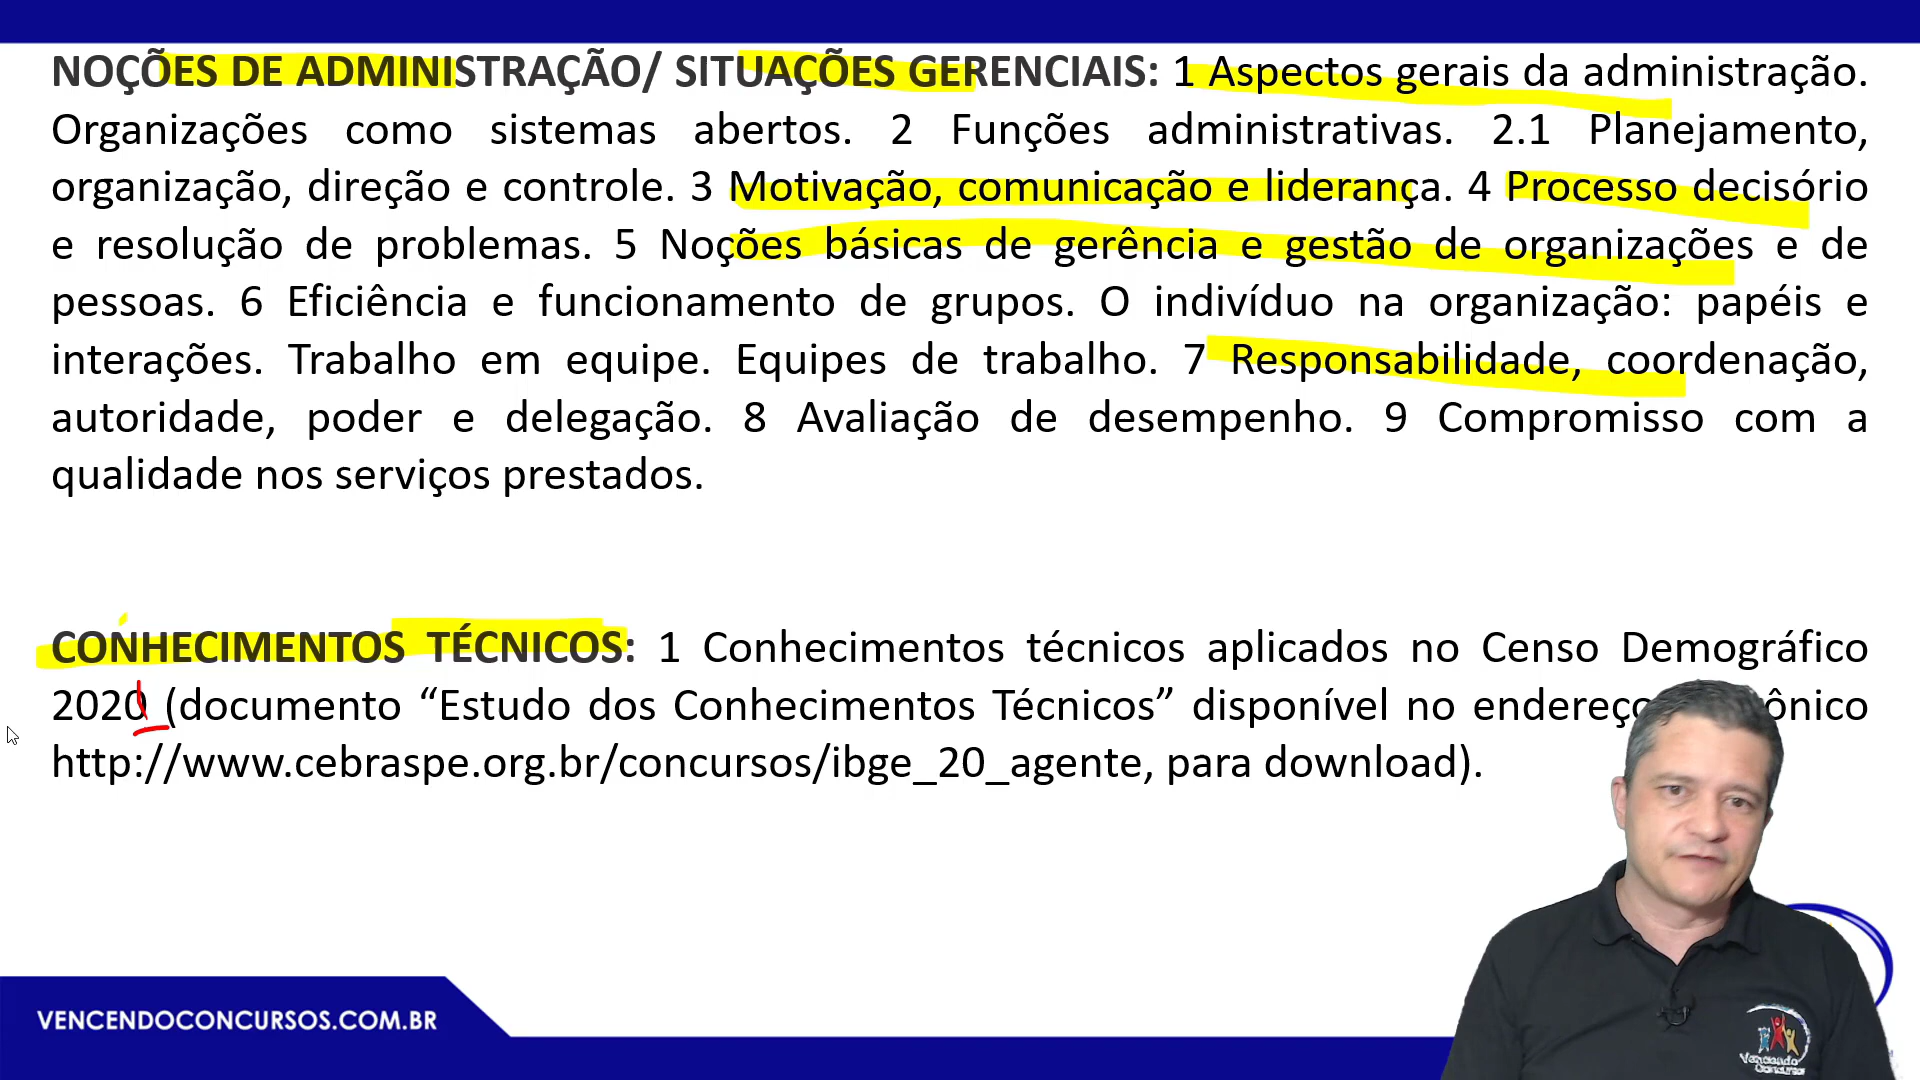 NOÇÕES DE ADMINISTRAÇÃO/ SITUAÇÕES GERENCIAIS: 1 Aspectos gerais da administração.
Organizações como sistemas abertos. 2 Funções administrativas. 2.1 Planejamento,
organização, direção e controle. 3 Motivação, comunicação e liderança. 4 Processo decisório
e resolução de problemas. 5 Noções básicas de gerência e gestão de organizações e de
pessoas. 6 Eficiência e funcionamento de grupos. O indivíduo na organização: papéis e
interações. Trabalho em equipe. Equipes de trabalho. 7 Responsabilidade, coordenação,
autoridade, poder e delegação. 8 Avaliação de desempenho. 9 Compromisso com a
qualidade nos serviços prestados.
CONHECIMENTOS TÉCNICOS: 1 Conhecimentos técnicos aplicados no Censo Demográfico
2020 (documento “Estudo dos Conhecimentos Técnicos” disponível no endereço
http://www.cebraspe.org.br/concursos/ibge_20_agente, para download).
VENCENDOCONCURSOS.COM.BR
Vencendo
Concursos